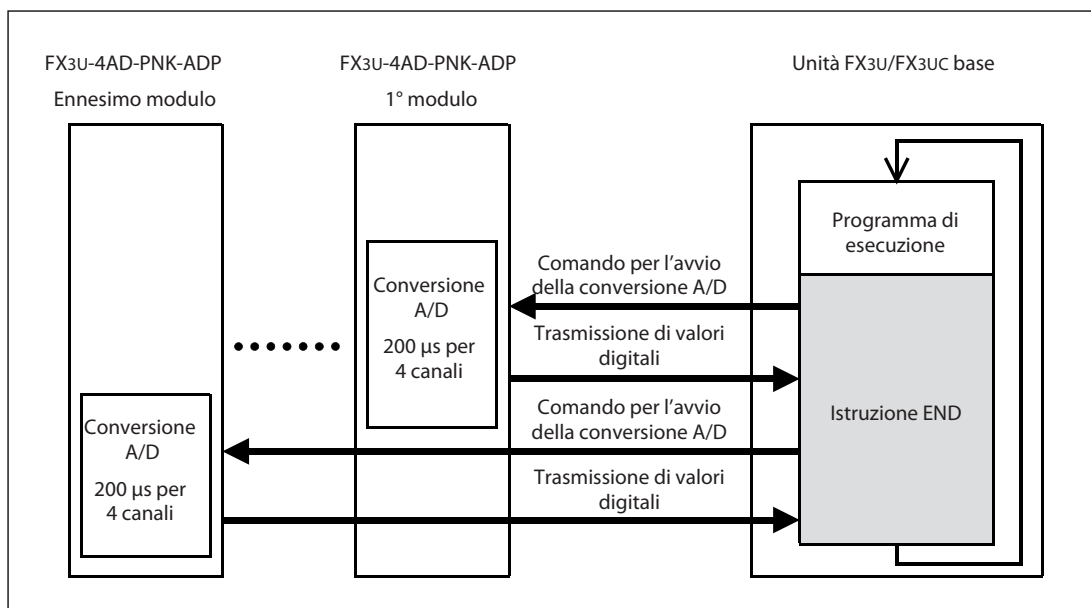 FX3U-4AD-PNK-ADP
Ennesimo modulo
FX3U-4AD-PNK-ADP
1° modulo
Unità FX3U/FX3UC base
Programma di
esecuzione
Comando per l'avvio
della conversione A/D
Conversione
A/D
200 µs per
4 canali
Trasmissione di valori
digitali
Istruzione END
Comando per l'avvio
della conversione A/D
Conversione
A/D
200 µs per
4 canali
Trasmissione di valori
digitali